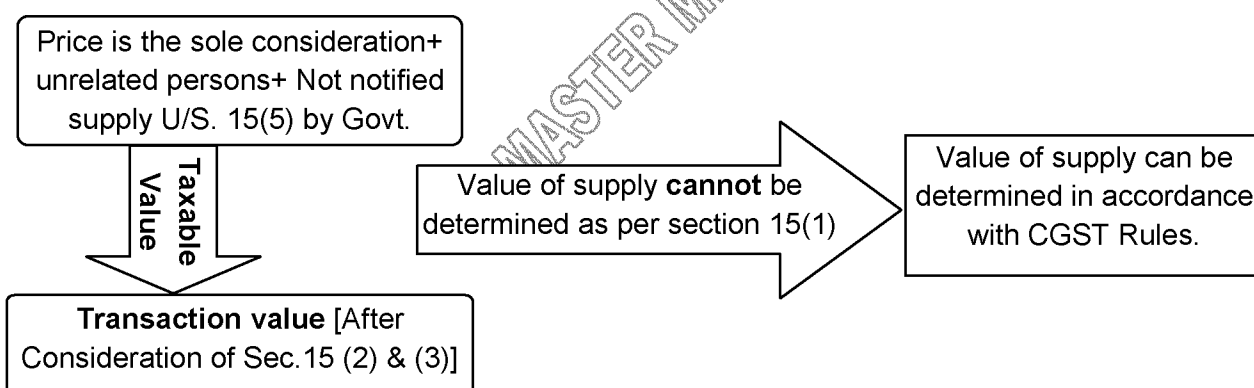 Price is the sole consideration+
unrelated persons+ Not notified
supply U/S. 15(5) by Govt.
Taxable
Value
Transaction value [After
Consideration of Sec.15 (2) & (3)]
Value of supply cannot be
determined as per section 15(1)
Value of supply can be
determined in accordance
with CGST Rules.
MASTER